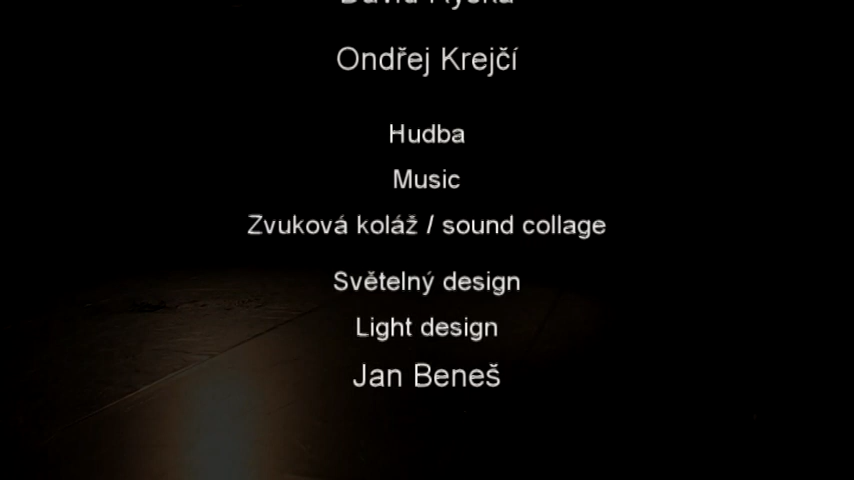 Ondřej Krejčí
Hudba
Music
Zvuková koláž / sound collage
Světelný design
Light design
Jan Beneš